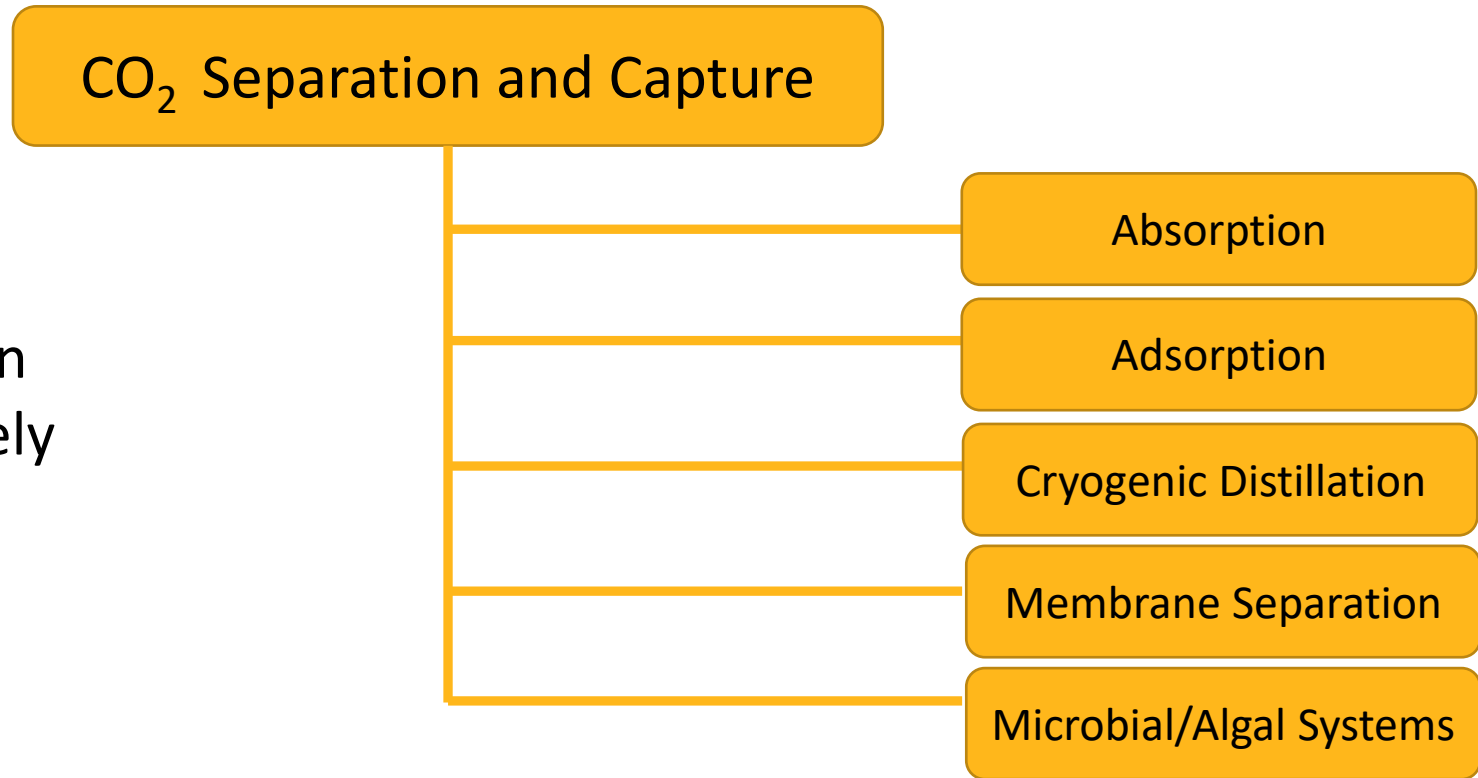 CO₂ Separation and Capture
Absorption
Adsorption
Cryogenic Distillation
Membrane Separation
Microbial/Algal Systems